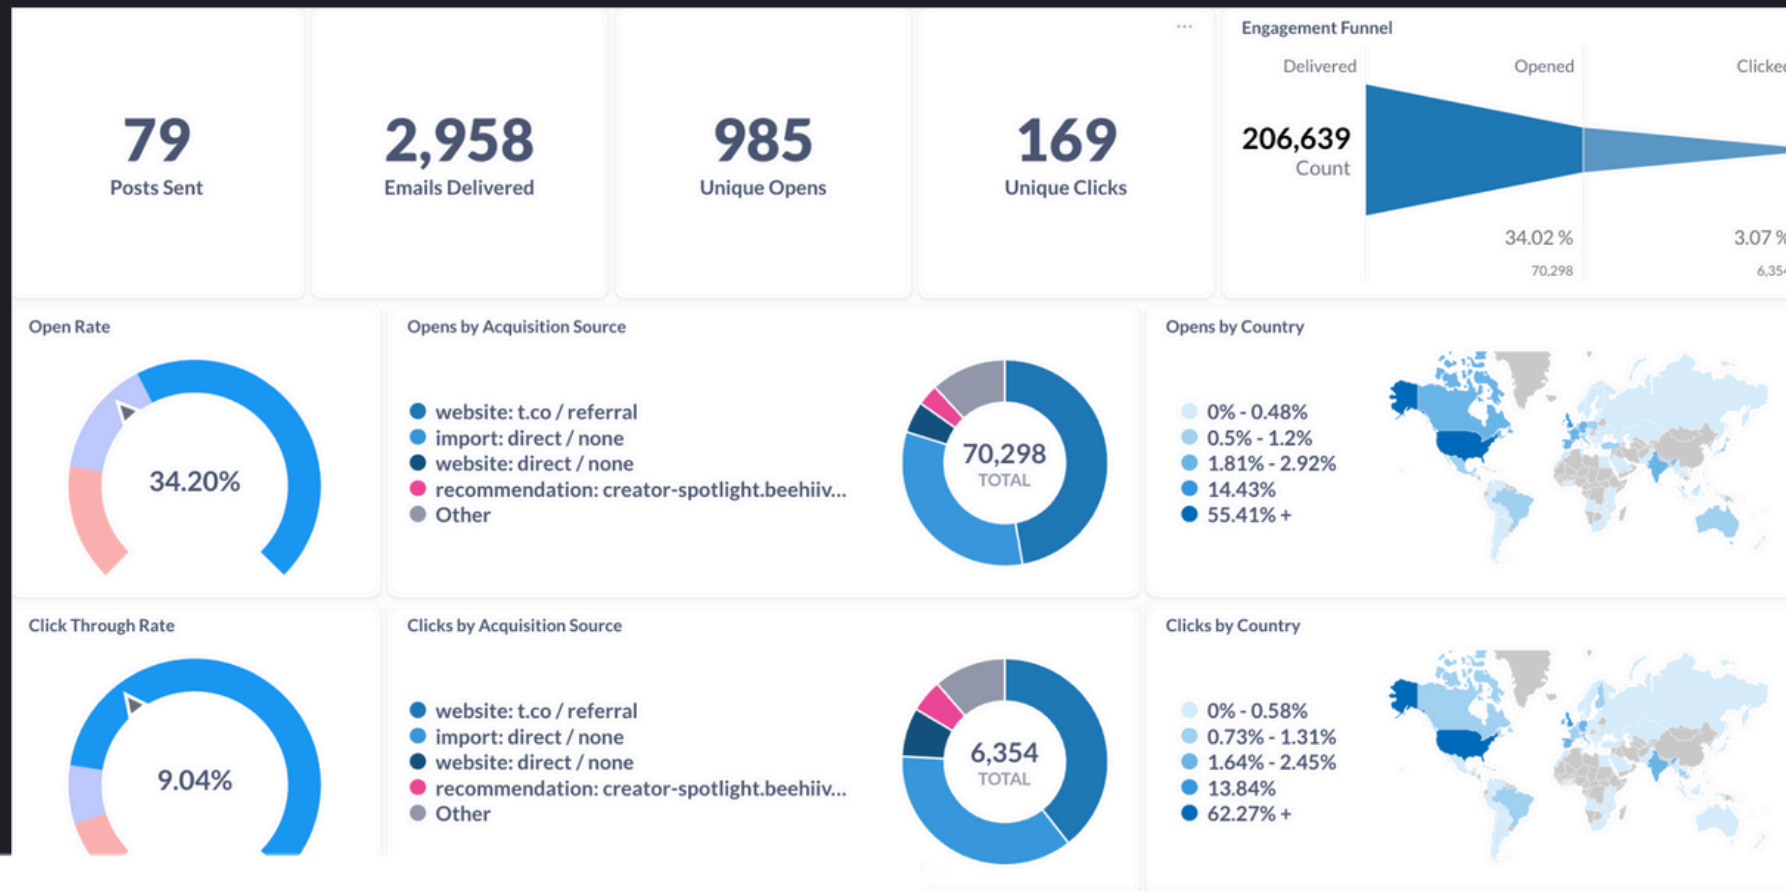 79
Posts Sent
2,958
Emails Delivered
985
Unique Opens
169
Unique Clicks
...
Engagement Funnel
Delivered
Opened
Clicked
206,639
Count
34.02 %
70,298
3.07 %
6,354
Open Rate
34.20%
Opens by Acquisition Source
website: t.co / referral
import: direct / none
website: direct / none
recommendation: creator-spotlight.beehiiv...
Other
70,298
TOTAL
Opens by Country
0% - 0.48%
0.5% - 1.2%
1.81% - 2.92%
14.43%
55.41% +
Click Through Rate
9.04%
Clicks by Acquisition Source
website: t.co / referral
import: direct / none
website: direct / none
recommendation: creator-spotlight.beehiiv...
Other
6,354
TOTAL
Clicks by Country
0% - 0.58%
0.73% - 1.31%
1.64% - 2.45%
13.84%
62.27% +